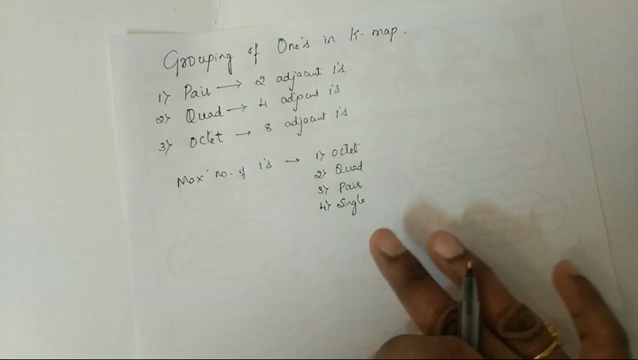 Grouping of One's in K-map.
1) Pair → 2 adjacent 1's
2) Quad → 4 adjacent 1's
3) Octet → 8 adjacent 1's
Max no. of 1's → 1) Octet
2) Quad
3) Pair
4) Single